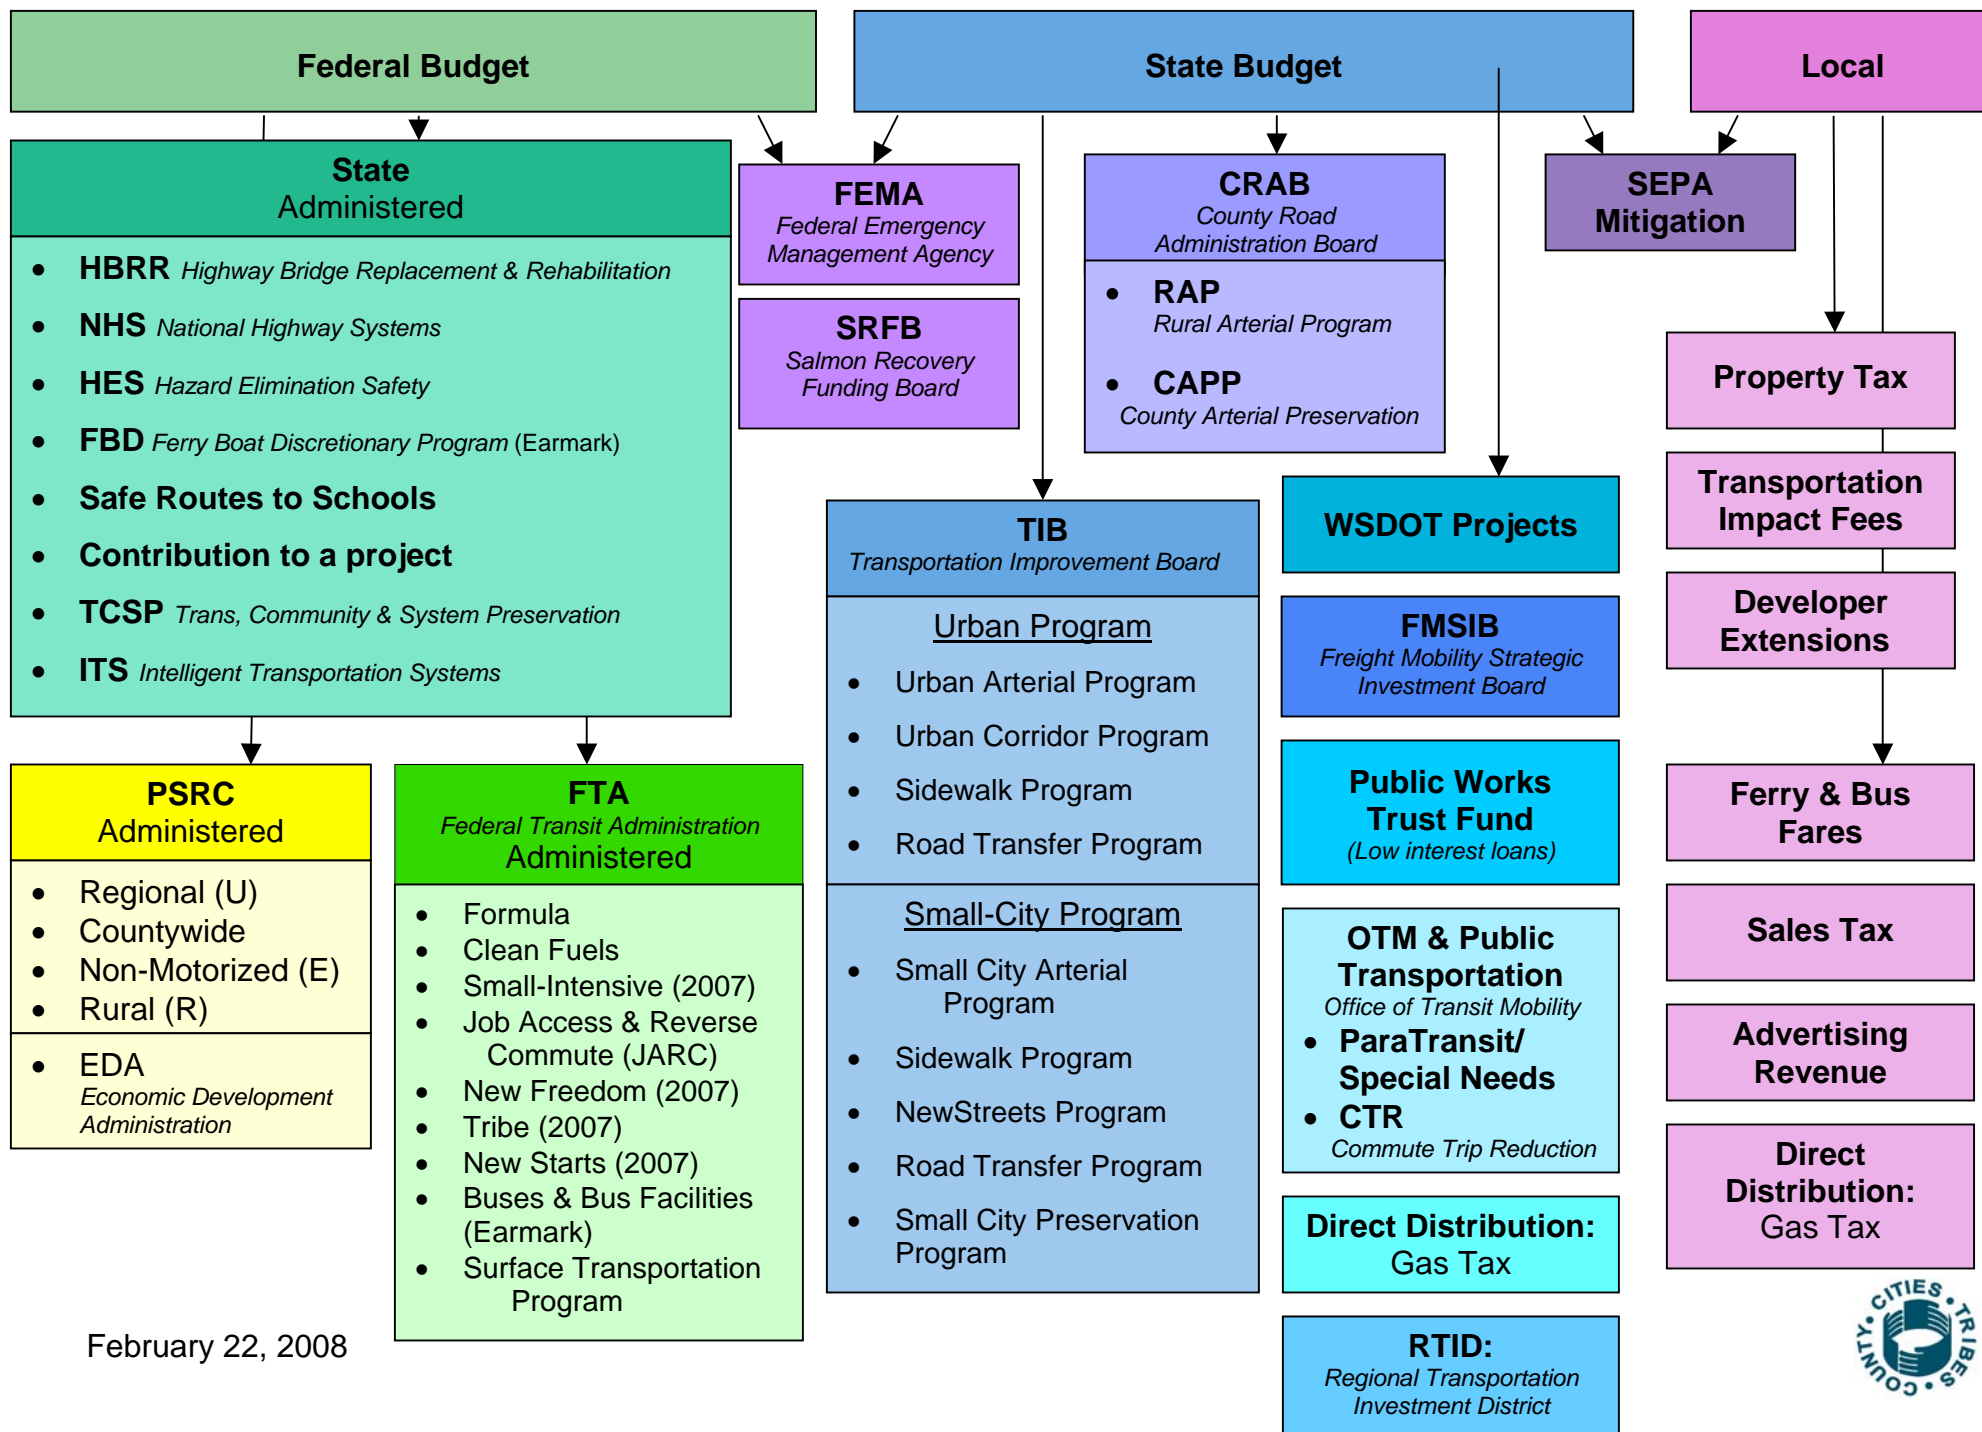 Federal Budget
State Budget
Local
State
Administered
• HBRR Highway Bridge Replacement & Rehabilitation
• NHS National Highway Systems
• HES Hazard Elimination Safety
• FBD Ferry Boat Discretionary Program (Earmark)
• Safe Routes to Schools
• Contribution to a project
• TCSP Trans, Community & System Preservation
• ITS Intelligent Transportation Systems
FEMA
Federal Emergency
Management Agency
SRFB
Salmon Recovery
Funding Board
CRAB
County Road
Administration Board
• RAP
Rural Arterial Program
• CAPP
County Arterial Preservation
SEPA
Mitigation
PSRC
Administered
• Regional (U)
• Countywide
• Non-Motorized (E)
• Rural (R)
• EDA
Economic Development
Administration
FTA
Federal Transit Administration
Administered
• Formula
• Clean Fuels
• Small-Intensive (2007)
• Job Access & Reverse
Commute (JARC)
• New Freedom (2007)
• Tribe (2007)
• New Starts (2007)
• Buses & Bus Facilities
(Earmark)
• Surface Transportation
Program
TIB
Transportation Improvement Board
Urban Program
• Urban Arterial Program
• Urban Corridor Program
• Sidewalk Program
• Road Transfer Program
Small-City Program
• Small City Arterial
Program
• Sidewalk Program
• NewStreets Program
• Road Transfer Program
• Small City Preservation
Program
WSDOT Projects
FMSIB
Freight Mobility Strategic
Investment Board
Public Works
Trust Fund
(Low interest loans)
OTM & Public
Transportation
Office of Transit Mobility
• ParaTransit/
Special Needs
• CTR
Commute Trip Reduction
Direct Distribution:
Gas Tax
RTID:
Regional Transportation
Investment District
Property Tax
Transportation
Impact Fees
Developer
Extensions
Ferry & Bus
Fares
Sales Tax
Advertising
Revenue
Direct
Distribution:
Gas Tax
February 22, 2008
COUNTY • CITIES • TRIBES •